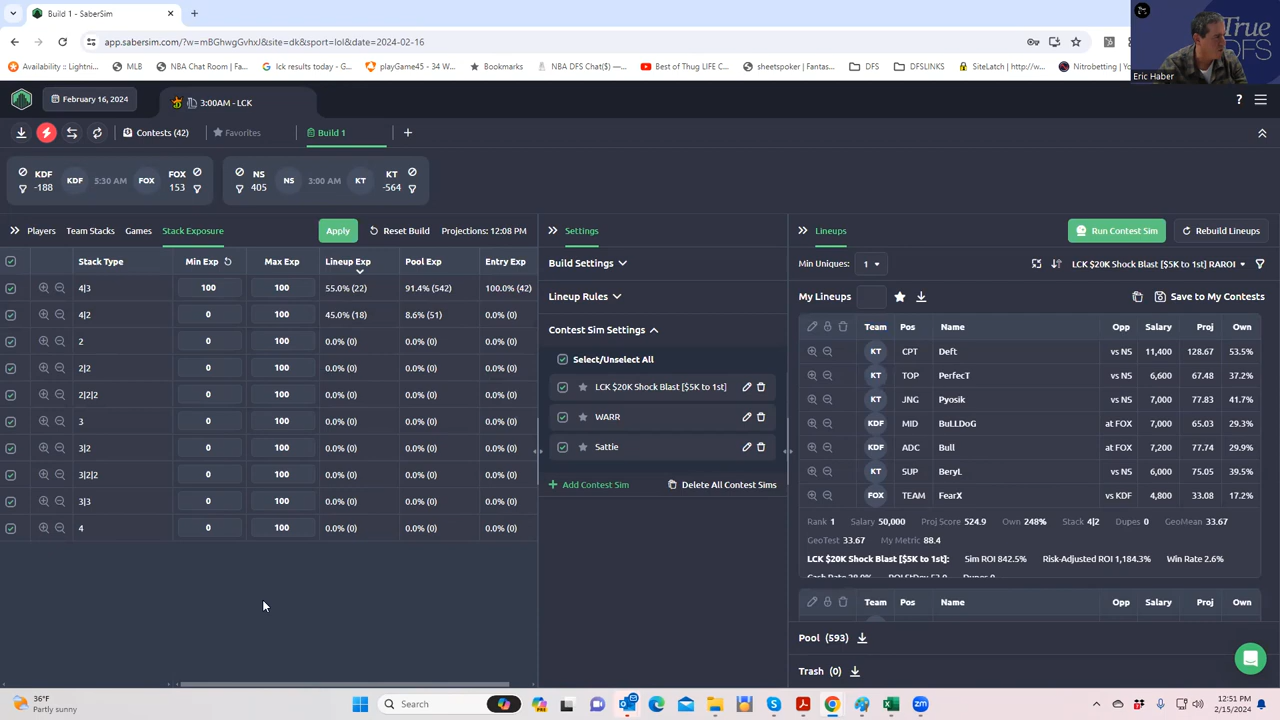 Build 1 - SaberSim
app.sabersim.com/?w=mBGhwgGvhxJ&site=dk&sport=lol&date=2024-02-16
Availability :: Lightni... MLB NBA Chat Room | Fa... lck results today - G... playGame45 - 34 W... Bookmarks NBA DFS Chat($)—... Best of Thug LIFE C... sheetspoker | Fantas... DFS DFSLINKS SiteLatch | http://w... Nitrobetting | Yo
True DFS
Eric Haber
February 16, 2024 3:00AM - LCK
Contests (42) Favorites Build 1
KDF -188 KDF 5:30 AM FOX FOX 153
NS 405 NS 3:00 AM KT KT -564
Players Team Stacks Games Stack Exposure Apply Reset Build Projections: 12:08 PM
Stack Type Min Exp Max Exp Lineup Exp Pool Exp Entry Exp
4|3 100 100 55.0% (22) 91.4% (542) 100.0% (42)
4|2 0 100 45.0% (18) 8.6% (51) 0.0% (0)
2 0 100 0.0% (0) 0.0% (0) 0.0% (0)
2|2 0 100 0.0% (0) 0.0% (0) 0.0% (0)
2|2|2 0 100 0.0% (0) 0.0% (0) 0.0% (0)
3 0 100 0.0% (0) 0.0% (0) 0.0% (0)
3|2 0 100 0.0% (0) 0.0% (0) 0.0% (0)
3|2|2 0 100 0.0% (0) 0.0% (0) 0.0% (0)
3|3 0 100 0.0% (0) 0.0% (0) 0.0% (0)
4 0 100 0.0% (0) 0.0% (0) 0.0% (0)
Settings
Build Settings
Lineup Rules
Contest Sim Settings
Select/Unselect All
LCK $20K Shock Blast [$5K to 1st]
WARR
Sattie
Add Contest Sim Delete All Contest Sims
Lineups Run Contest Sim Rebuild Lineups
Min Uniques: 1 LCK $20K Shock Blast [$5K to 1st] RAROI
My Lineups Save to My Contests
Team Pos Name Opp Salary Proj Own
KT CPT Deft vs NS 11,400 128.67 53.5%
KT TOP PerfecT vs NS 6,600 67.48 37.2%
KT JNG Pyosik vs NS 7,000 77.83 41.7%
KDF MID BuLLDoG at FOX 7,000 65.03 29.3%
KDF ADC Bull at FOX 7,200 77.74 29.9%
KT SUP BeryL vs NS 6,000 75.05 39.5%
FOX TEAM FearX vs KDF 4,800 33.08 17.2%
Rank 1 Salary 50,000 Proj Score 524.9 Own 248% Stack 4|2 Dupes 0 GeoMean 33.67
GeoTest 33.67 My Metric 88.4
LCK $20K Shock Blast [$5K to 1st]: Sim ROI 842.5% Risk-Adjusted ROI 1,184.3% Win Rate 2.6%
Team Pos Name Opp Salary Proj Own
Pool (593)
Trash (0)
36°F
Partly sunny
Search
12:51 PM
2/15/2024